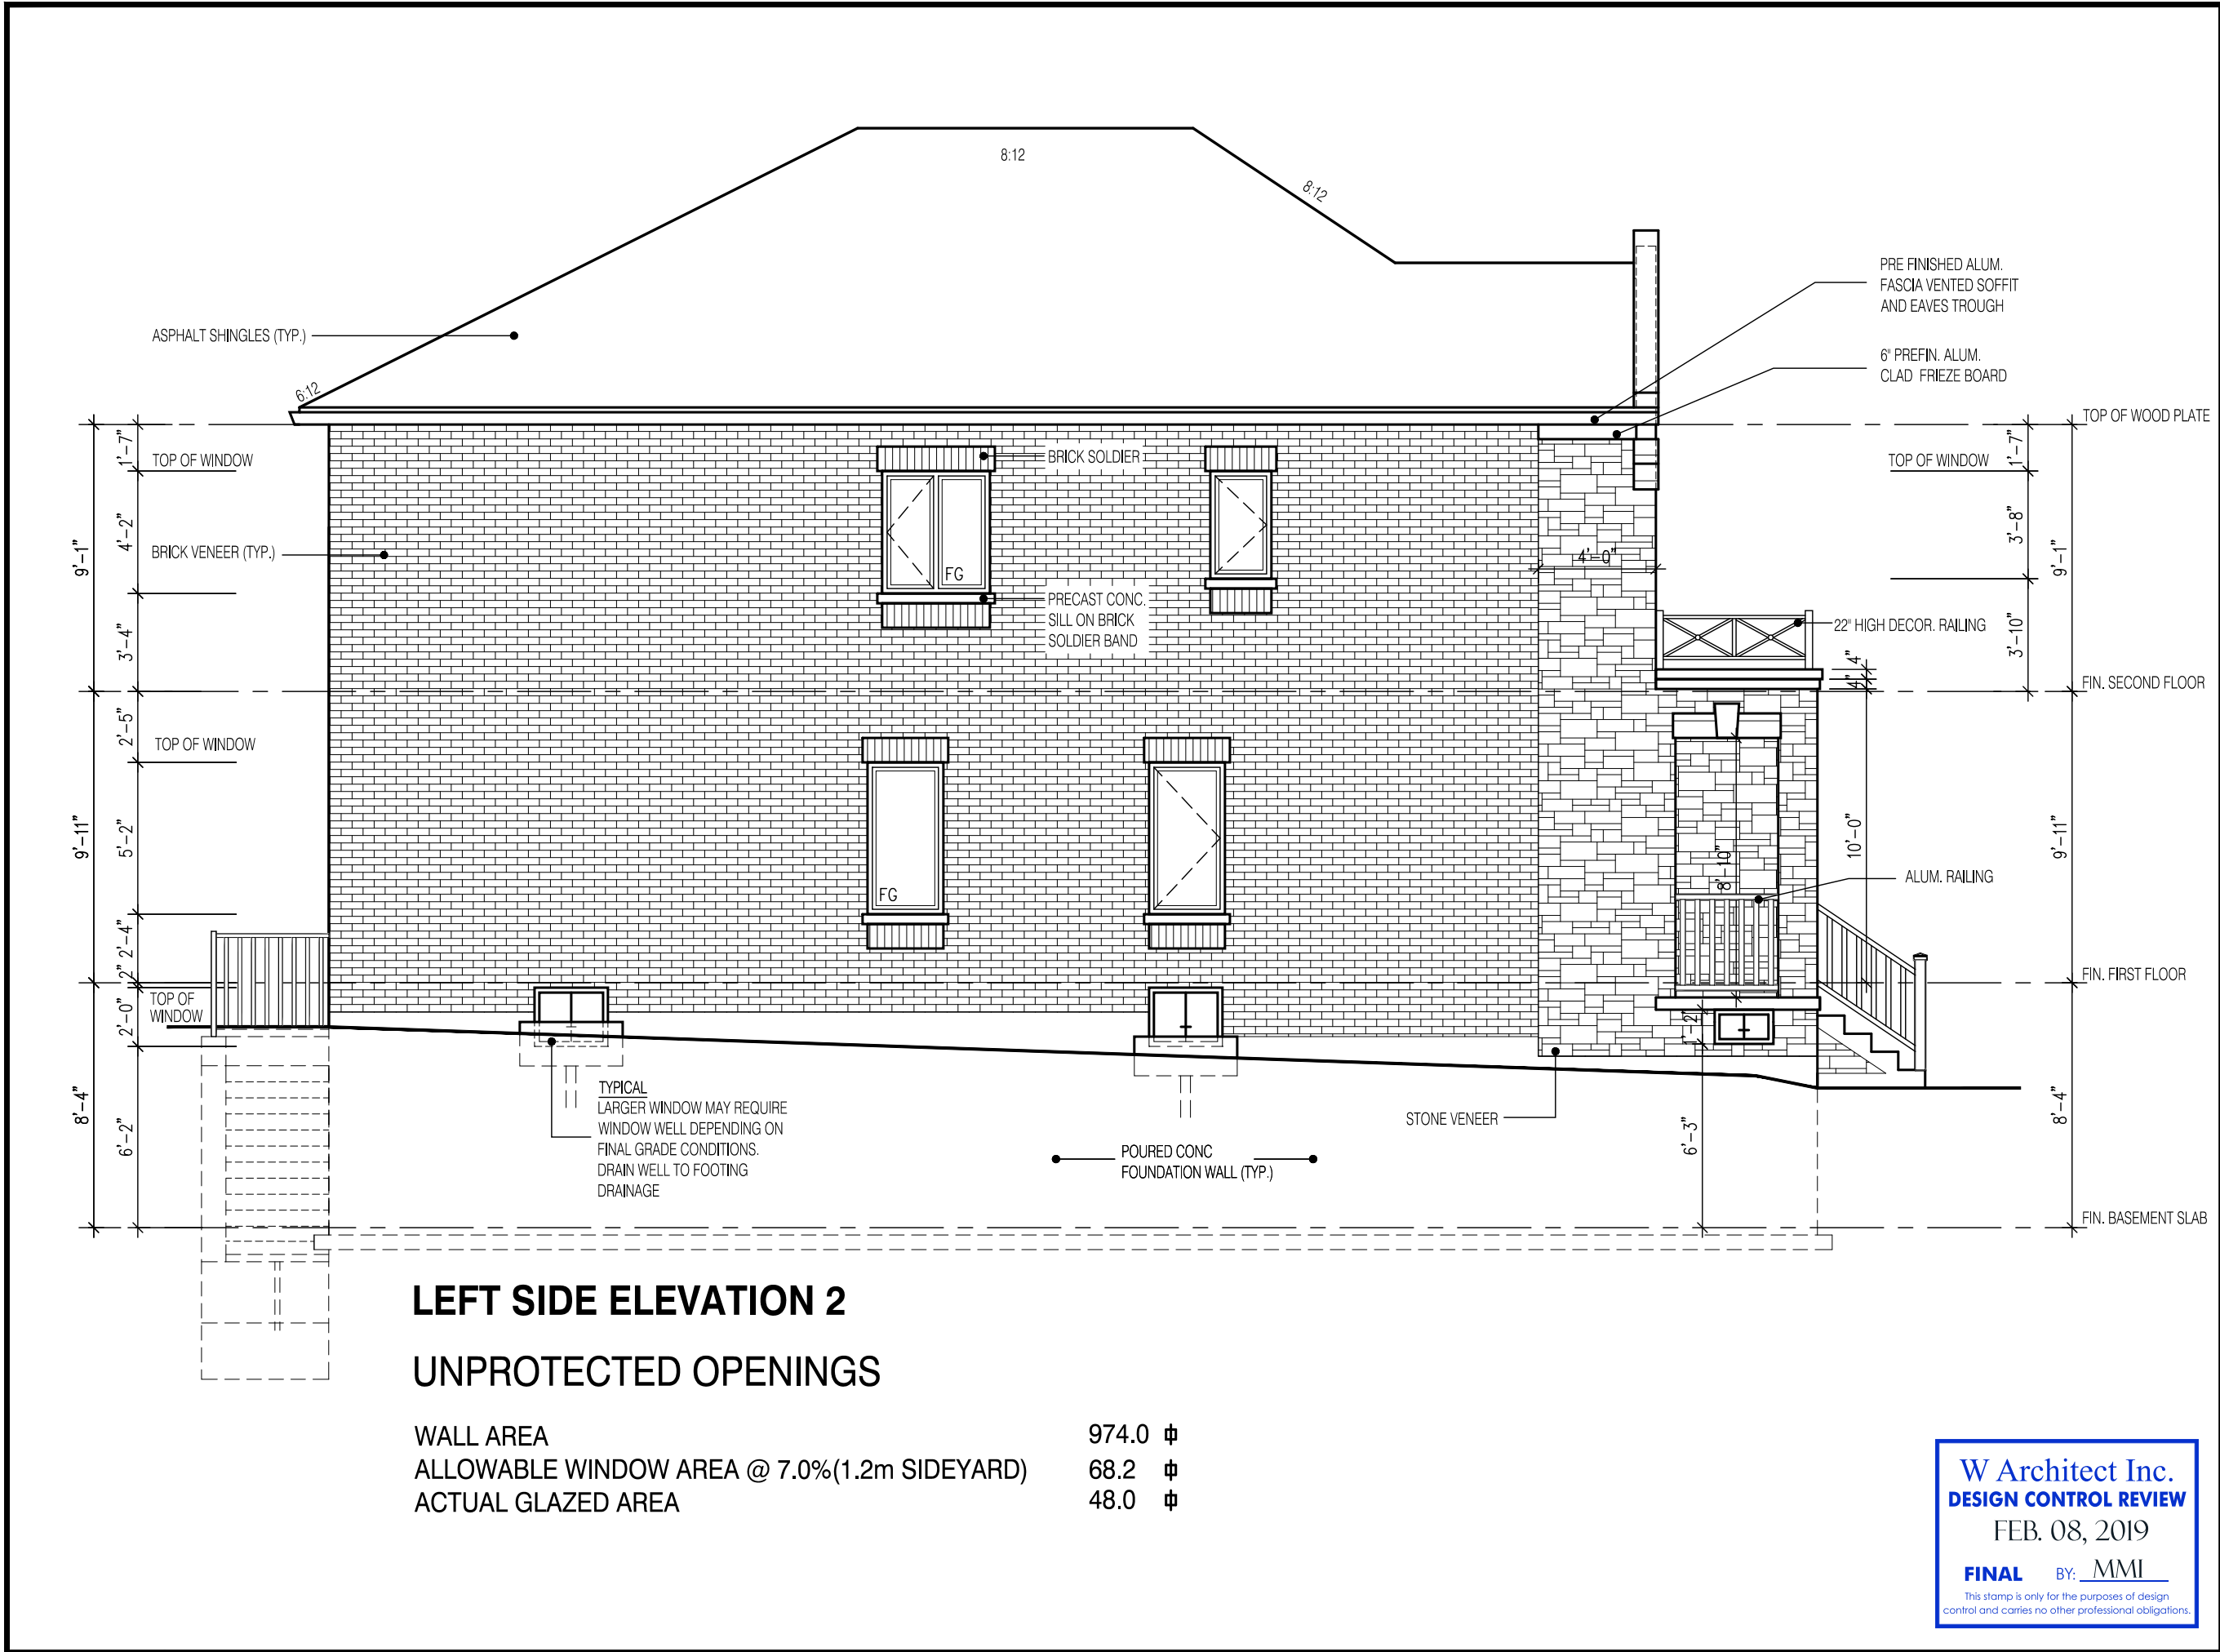 8:12
8:12
6:12
ASPHALT SHINGLES (TYP.)
PRE FINISHED ALUM.
FASCIA VENTED SOFFIT
AND EAVES TROUGH
6" PREFIN. ALUM.
CLAD FRIEZE BOARD
TOP OF WOOD PLATE
1'-7"
TOP OF WINDOW
BRICK SOLDIER
TOP OF WINDOW
1'-7"
4'-2"
9'-1"
BRICK VENEER (TYP.)
FG
4'-0"
3'-8"
9'-1"
PRECAST CONC.
SILL ON BRICK
SOLDIER BAND
22" HIGH DECOR. RAILING
3'-4"
3'-10"
4"
4"
FIN. SECOND FLOOR
2'-5"
TOP OF WINDOW
9'-11"
5'-2"
FG
8'-10"
10'-0"
9'-11"
ALUM. RAILING
2'-4"
2"
FIN. FIRST FLOOR
TOP OF
WINDOW
2'-0"
1'-2"
TYPICAL
LARGER WINDOW MAY REQUIRE
WINDOW WELL DEPENDING ON
FINAL GRADE CONDITIONS.
DRAIN WELL TO FOOTING
DRAINAGE
8'-4"
6'-2"
POURED CONC
FOUNDATION WALL (TYP.)
STONE VENEER
6'-3"
8'-4"
FIN. BASEMENT SLAB
LEFT SIDE ELEVATION 2
UNPROTECTED OPENINGS
WALL AREA 974.0
ALLOWABLE WINDOW AREA @ 7.0%(1.2m SIDEYARD) 68.2
ACTUAL GLAZED AREA 48.0
W Architect Inc.
DESIGN CONTROL REVIEW
FEB. 08, 2019
FINAL BY: MMI
This stamp is only for the purposes of design
control and carries no other professional obligations.